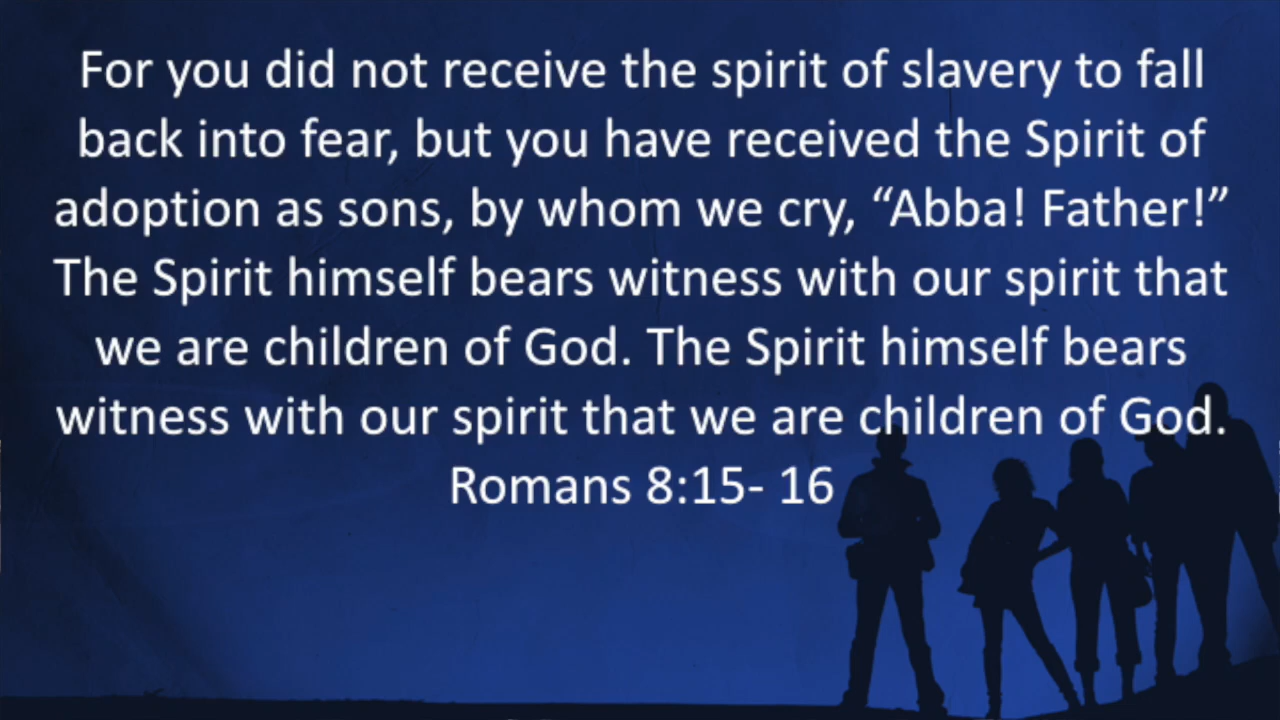 For you did not receive the spirit of slavery to fall
back into fear, but you have received the Spirit of
adoption as sons, by whom we cry, “Abba! Father!”
The Spirit himself bears witness with our spirit that
we are children of God. The Spirit himself bears
witness with our spirit that we are children of God.
Romans 8:15- 16